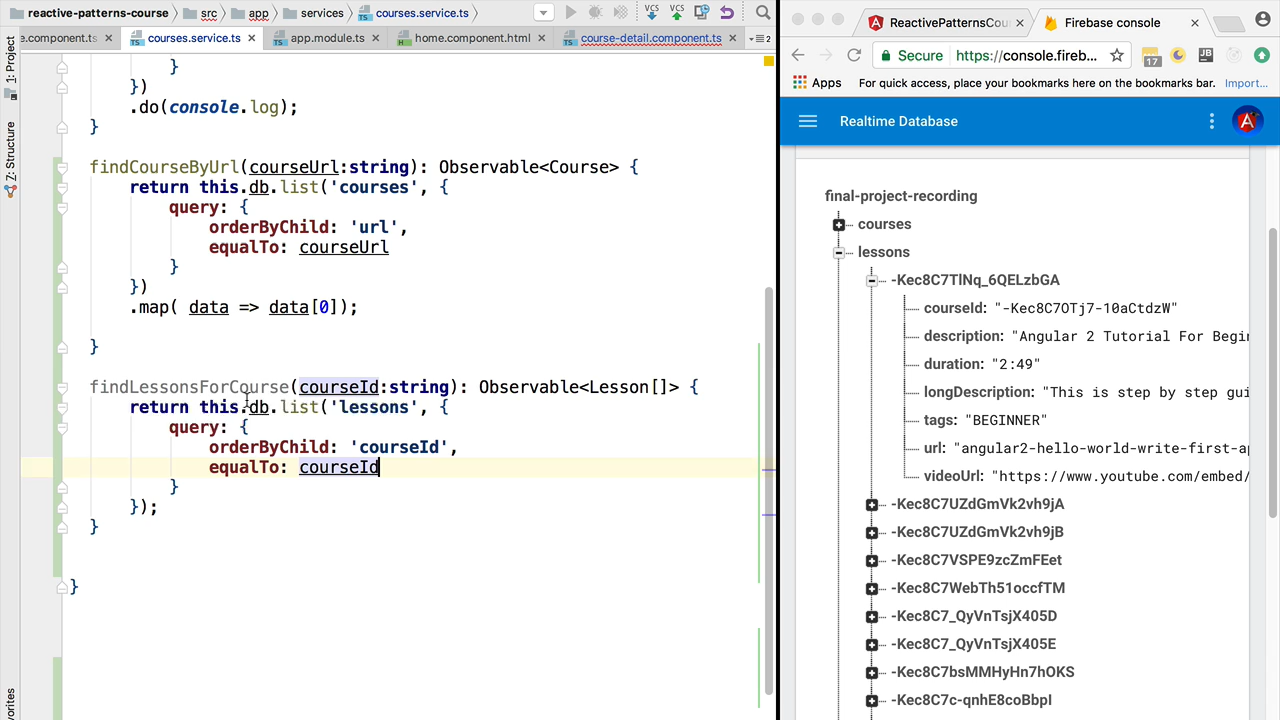 reactive-patterns-course
src
app
services
courses.service.ts
e.component.ts
courses.service.ts
app.module.ts
home.component.html
course-detail.component.ts
2
1: Project
Z: Structure
VCS
VCS
}
})
.do(console.log);
}
findCourseByUrl(courseUrl:string): Observable<Course> {
return this.db.list('courses', {
query: {
orderByChild: 'url',
equalTo: courseUrl
}
})
.map( data => data[0]);
}
findLessonsForCourse(courseId:string): Observable<Lesson[]> {
return this.db.list('lessons', {
query: {
orderByChild: 'courseId',
equalTo: courseId
}
});
}
}
ReactivePatternsCou
Firebase console
Secure
https://console.fireb...
17
JB
Apps
For quick access, place your bookmarks here on the bookmarks bar.
Import...
Realtime Database
final-project-recording
courses
lessons
-Kec8C7TlNq_6QELzbGA
courseId: "-Kec8C7OTj7-10aCtdzW"
description: "Angular 2 Tutorial For Begin
duration: "2:49"
longDescription: "This is step by step gui
tags: "BEGINNER"
url: "angular2-hello-world-write-first-ap
videoUrl: "https://www.youtube.com/embed/
-Kec8C7UZdGmVk2vh9jA
-Kec8C7UZdGmVk2vh9jB
-Kec8C7VSPE9zcZmFEet
-Kec8C7WebTh51occfTM
-Kec8C7_QyVnTsjX405D
-Kec8C7_QyVnTsjX405E
-Kec8C7bsMMHyHn7hOKS
-Kec8C7c-qnhE8coBbpI